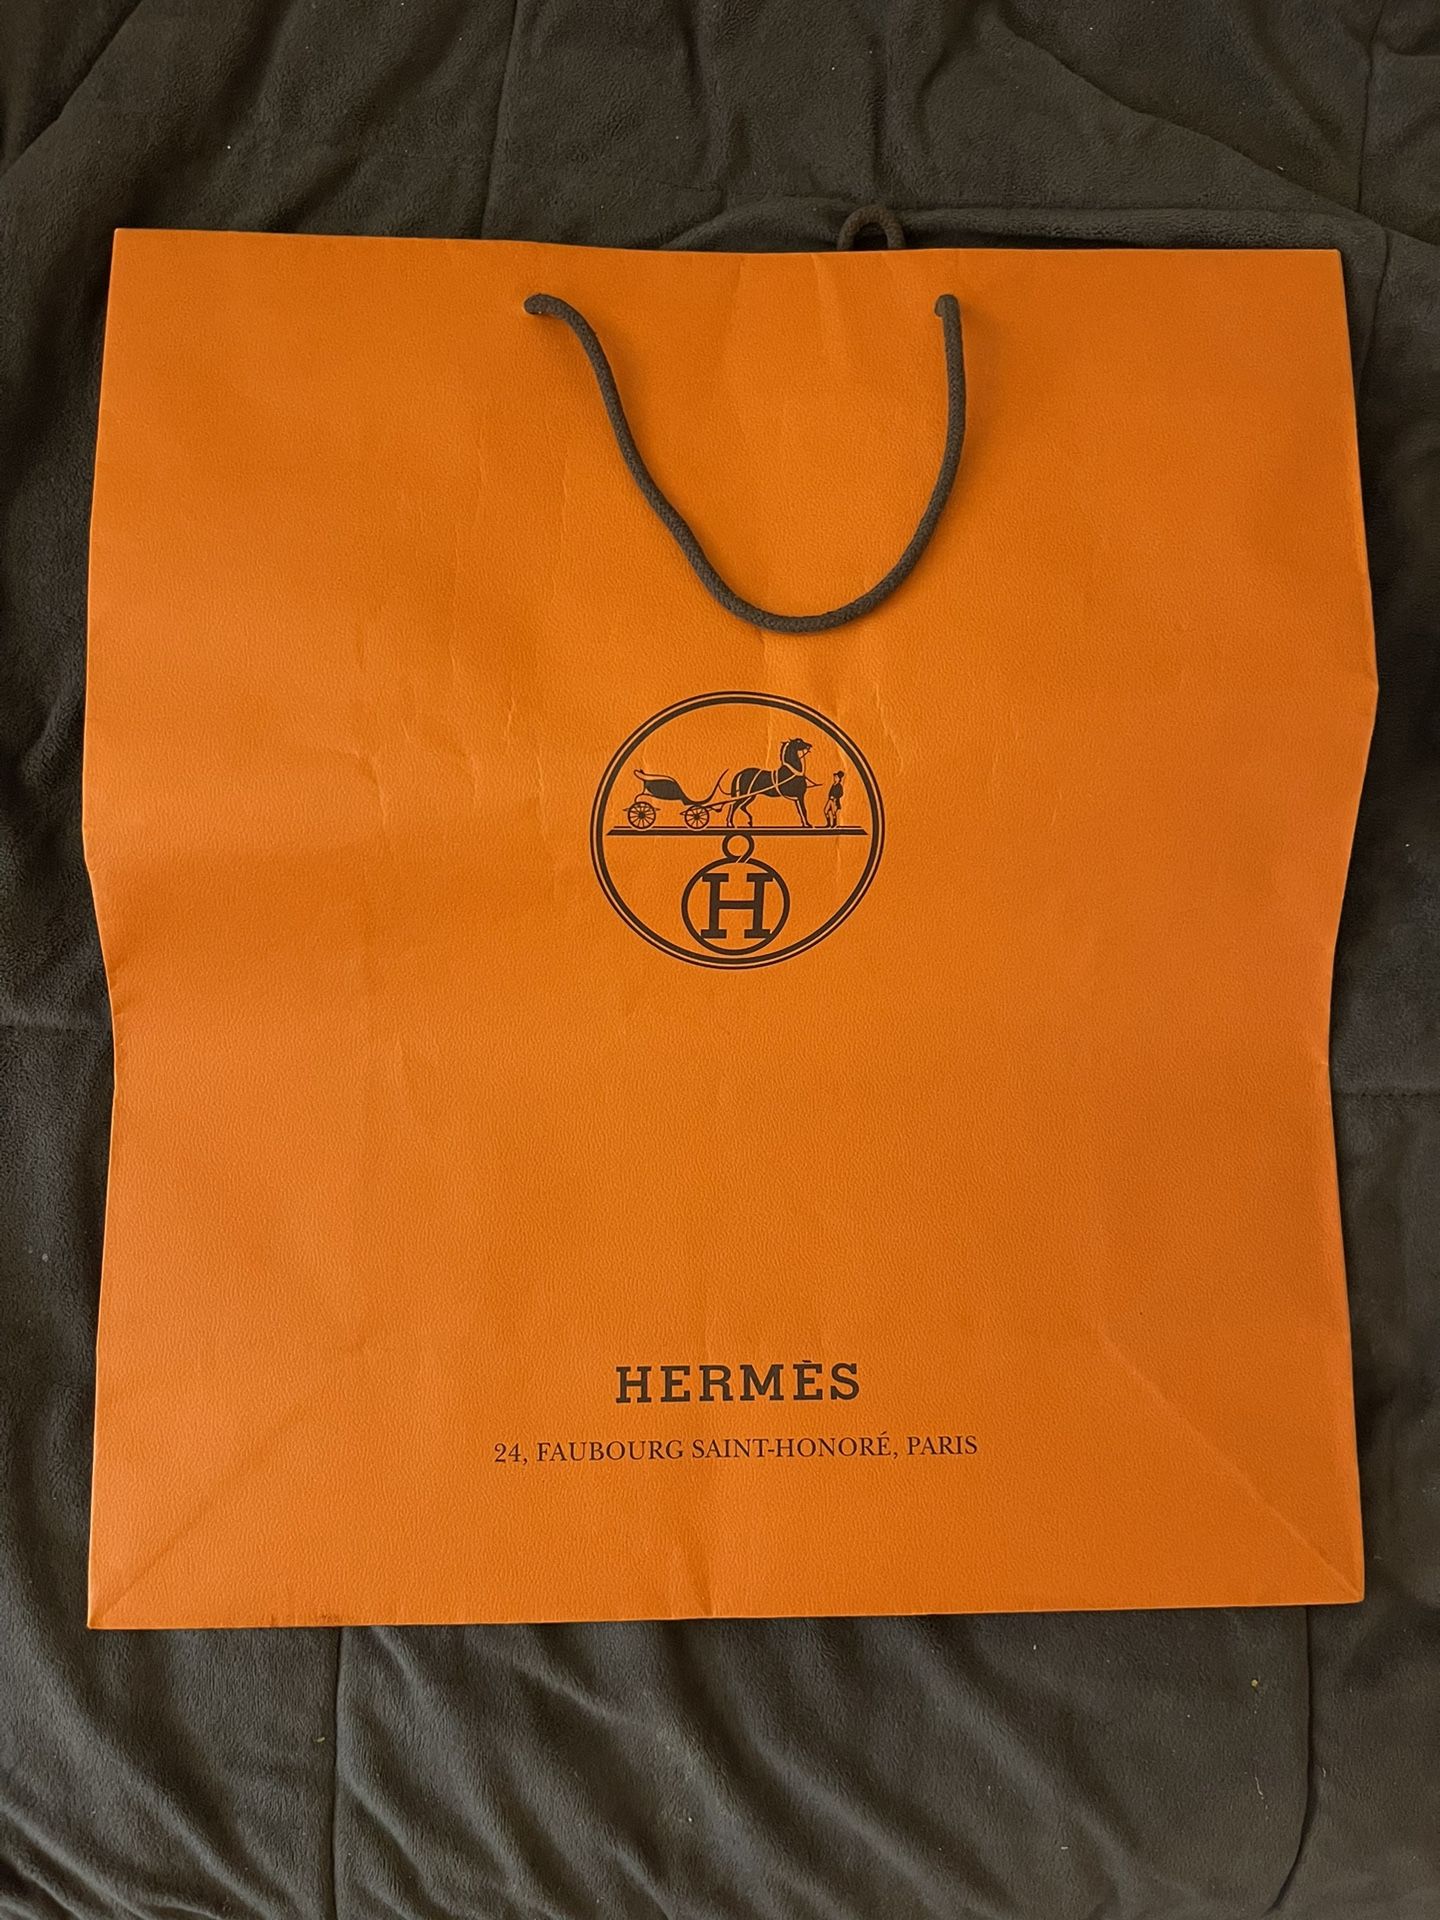 H
HERMÈS
24, FAUBOURG SAINT-HONORÉ, PARIS